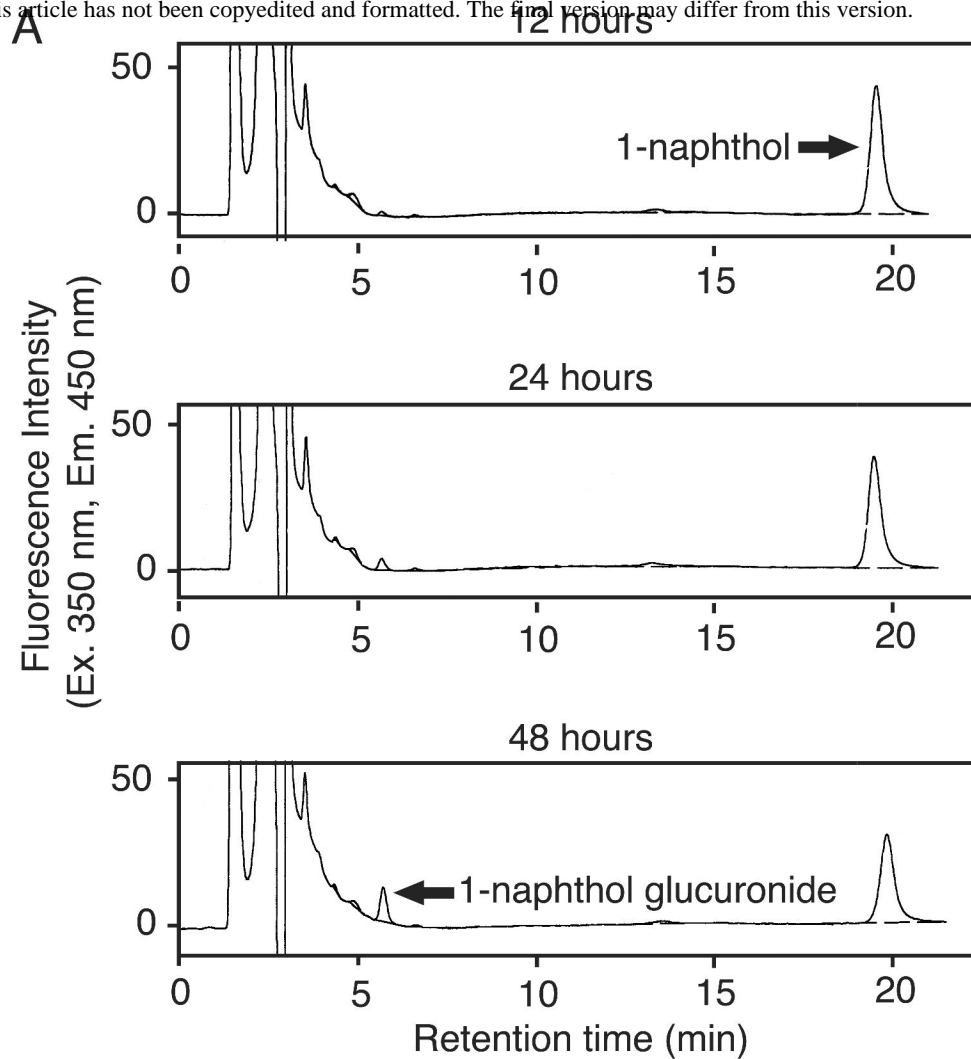 is article has not been copyedited and formatted. The final version may differ from this version.
A
12 hours
50
1-naphthol
0
0 5 10 15 20
24 hours
50
0
0 5 10 15 20
48 hours
50
1-naphthol glucuronide
0
0 5 10 15 20
Retention time (min)
Fluorescence Intensity
(Ex. 350 nm, Em. 450 nm)